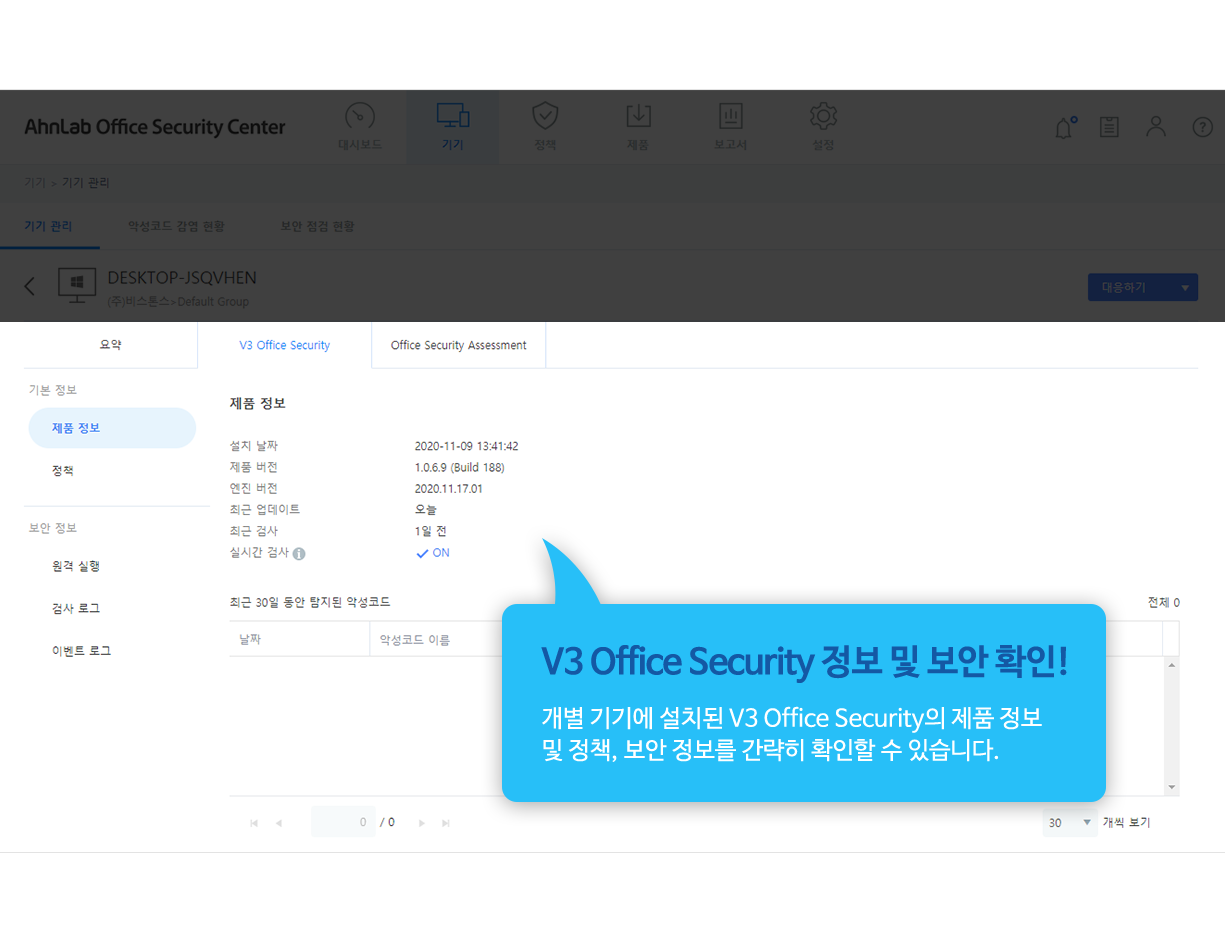 AhnLab Office Security Center
대시보드
기기
정책
제품
보고서
설정
기기 > 기기 관리
기기 관리
악성코드 감염 현황
보안 점검 현황
DESKTOP-JSQVHEN
(주)비스톤스>Default Group
대응하기
요약
V3 Office Security
Office Security Assessment
기본 정보
제품 정보
정책
보안 정보
원격 실행
검사 로그
이벤트 로그
제품 정보
설치 날짜 2020-11-09 13:41:42
제품 버전 1.0.6.9 (Build 188)
엔진 버전 2020.11.17.01
최근 업데이트 오늘
최근 검사 1일 전
실시간 검사 ON
최근 30일 동안 탐지된 악성코드 전체 0
날짜 악성코드 이름
V3 Office Security 정보 및 보안 확인!
개별 기기에 설치된 V3 Office Security의 제품 정보
및 정책, 보안 정보를 간략히 확인할 수 있습니다.
0 / 0
30 개씩 보기